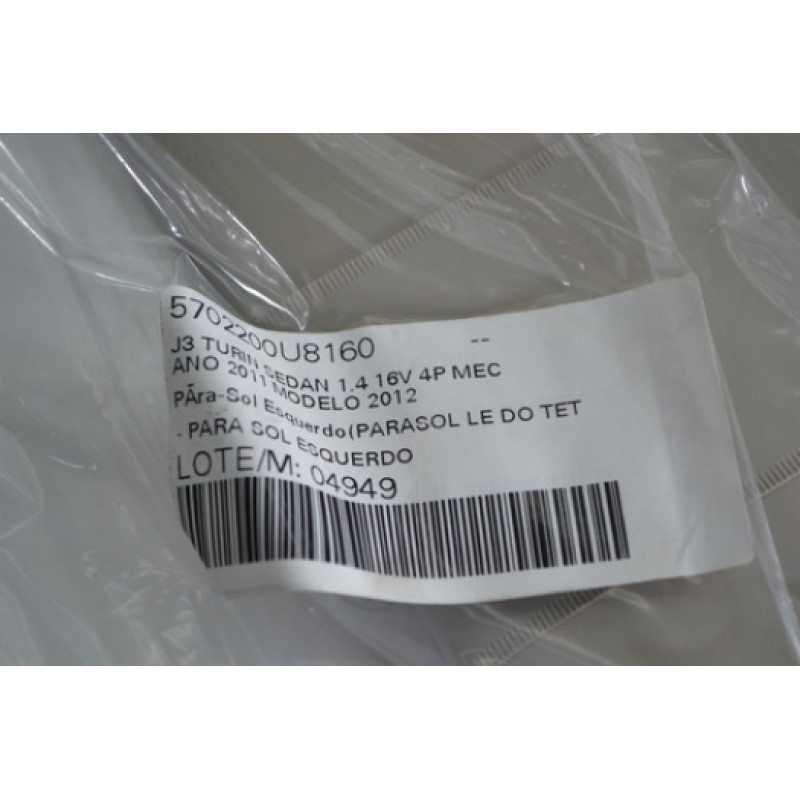 5702200U8160 --
J3 TURIN SEDAN 1.4 16V 4P MEC
ANO 2011 MODELO 2012
PÃra-Sol Esquerdo(PARASOL LE DO TET
- PARA SOL ESQUERDO
LOTE/M: 04949